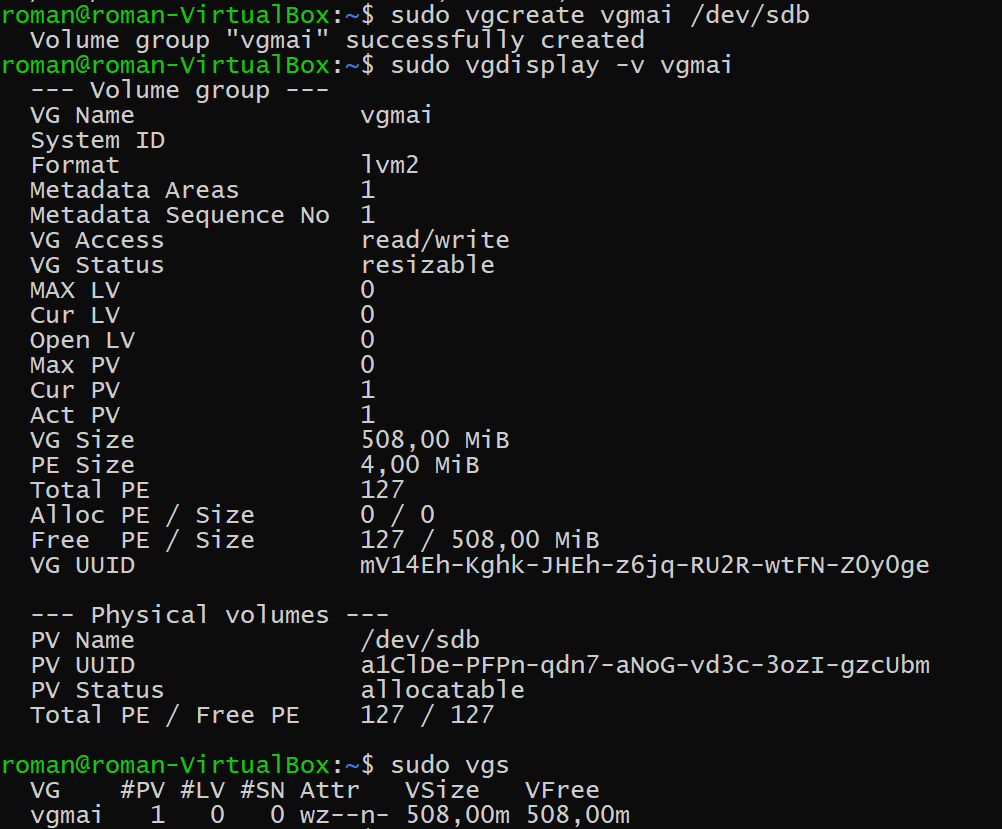 roman@roman-VirtualBox:~$ sudo vgcreate vgmai /dev/sdb
  Volume group "vgmai" successfully created
roman@roman-VirtualBox:~$ sudo vgdisplay -v vgmai
  --- Volume group ---
  VG Name               vgmai
  System ID
  Format                lvm2
  Metadata Areas        1
  Metadata Sequence No  1
  VG Access             read/write
  VG Status             resizable
  MAX LV                0
  Cur LV                0
  Open LV               0
  Max PV                0
  Cur PV                1
  Act PV                1
  VG Size               508,00 MiB
  PE Size               4,00 MiB
  Total PE              127
  Alloc PE / Size       0 / 0
  Free  PE / Size       127 / 508,00 MiB
  VG UUID               mV14Eh-Kghk-JHEh-z6jq-RU2R-wtFN-Z0y0ge

  --- Physical volumes ---
  PV Name               /dev/sdb
  PV UUID               a1ClDe-PFPn-qdn7-aNoG-vd3c-3ozI-gzcUbm
  PV Status             allocatable
  Total PE / Free PE    127 / 127

roman@roman-VirtualBox:~$ sudo vgs
  VG    #PV #LV #SN Attr   VSize   VFree
  vgmai   1   0   0 wz--n- 508,00m 508,00m